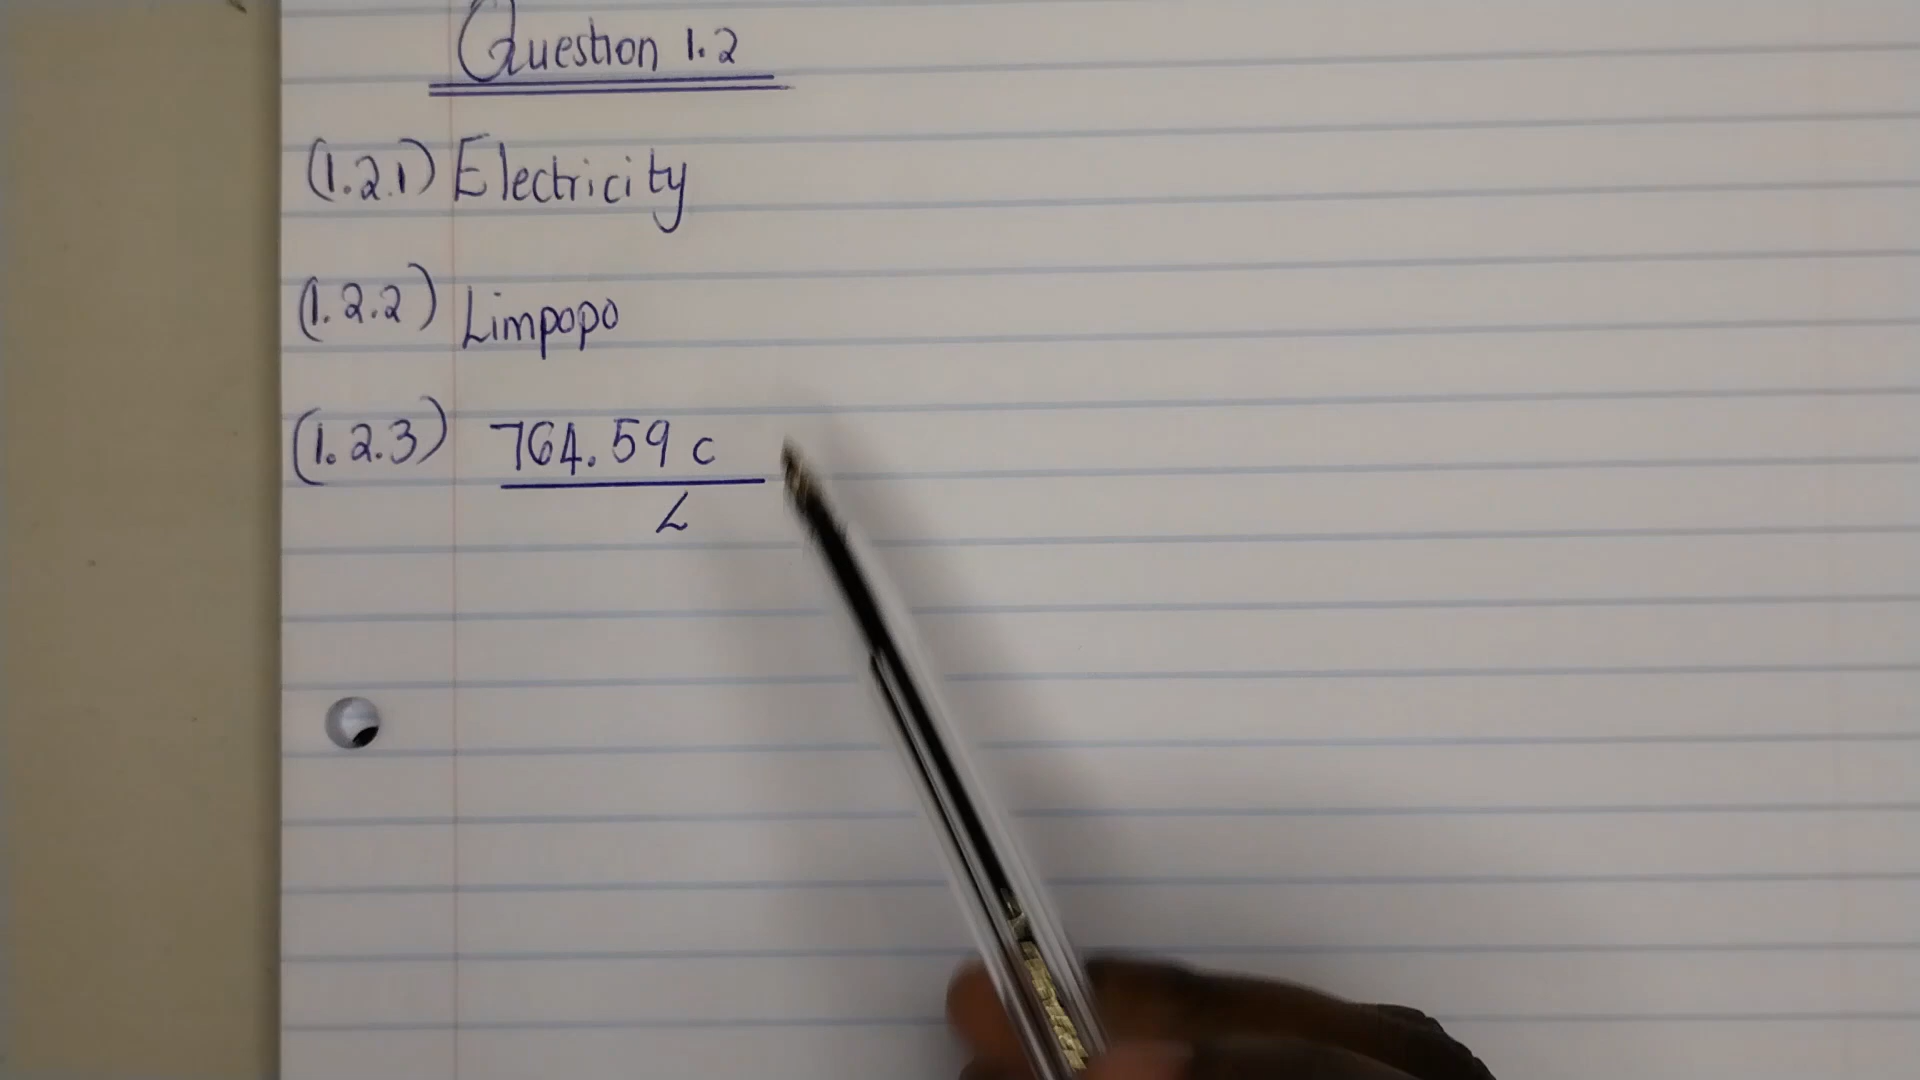 Question 1.2
(1.2.1) Electricity
(1.2.2) Limpopo
(1.2.3) 764.59 c
L